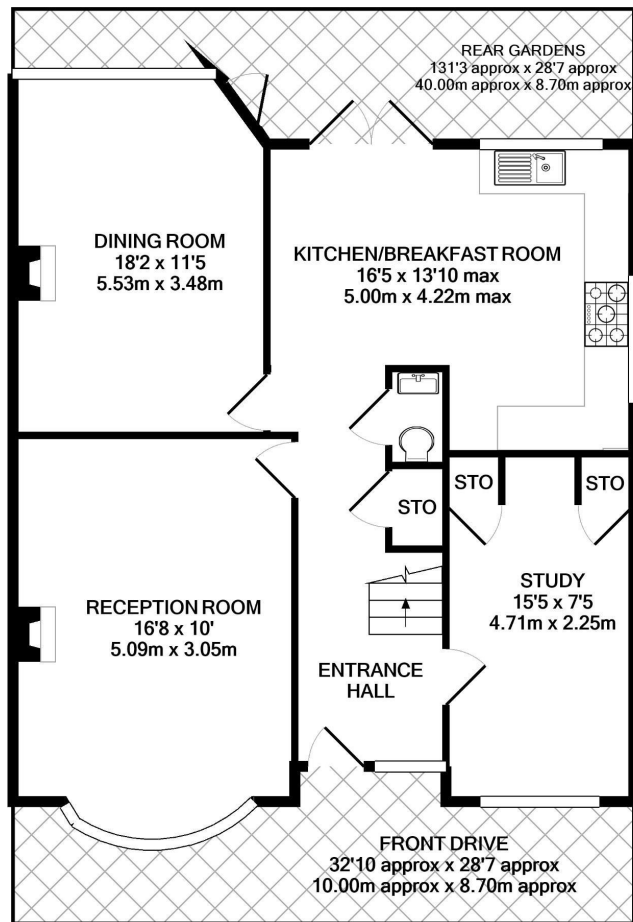 REAR GARDENS
131'3 approx x 28'7 approx
40.00m approx x 8.70m approx
DINING ROOM
18'2 x 11'5
5.53m x 3.48m
KITCHEN/BREAKFAST ROOM
16'5 x 13'10 max
5.00m x 4.22m max
STO
STO
STO
RECEPTION ROOM
16'8 x 10'
5.09m x 3.05m
STUDY
15'5 x 7'5
4.71m x 2.25m
ENTRANCE
HALL
FRONT DRIVE
32'10 approx x 28'7 approx
10.00m approx x 8.70m approx